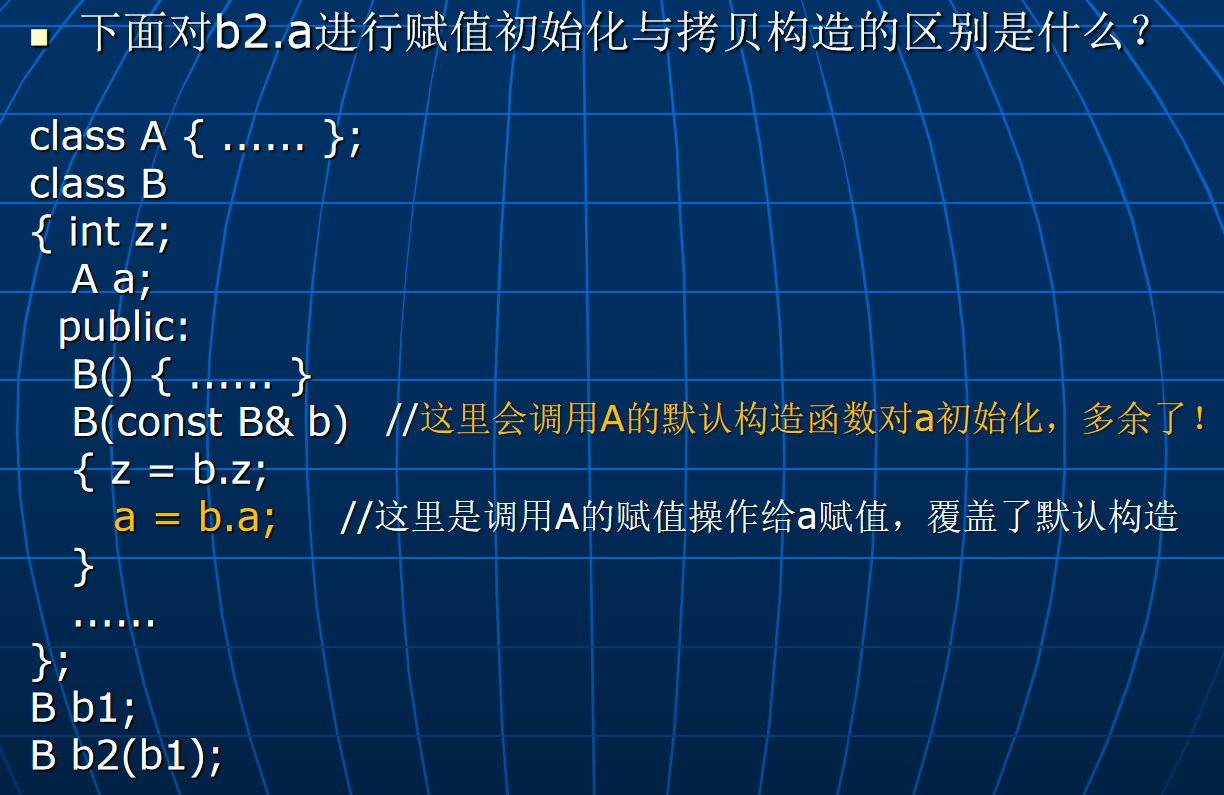 下面对b2.a进行赋值初始化与拷贝构造的区别是什么？
class A { ...... };
class B
{ int z;
A a;
public:
B() { ...... }
B(const B& b) //这里会调用A的默认构造函数对a初始化，多余了！
{ z = b.z;
a = b.a; //这里是调用A的赋值操作给a赋值，覆盖了默认构造
}
......
};
B b1;
B b2(b1);